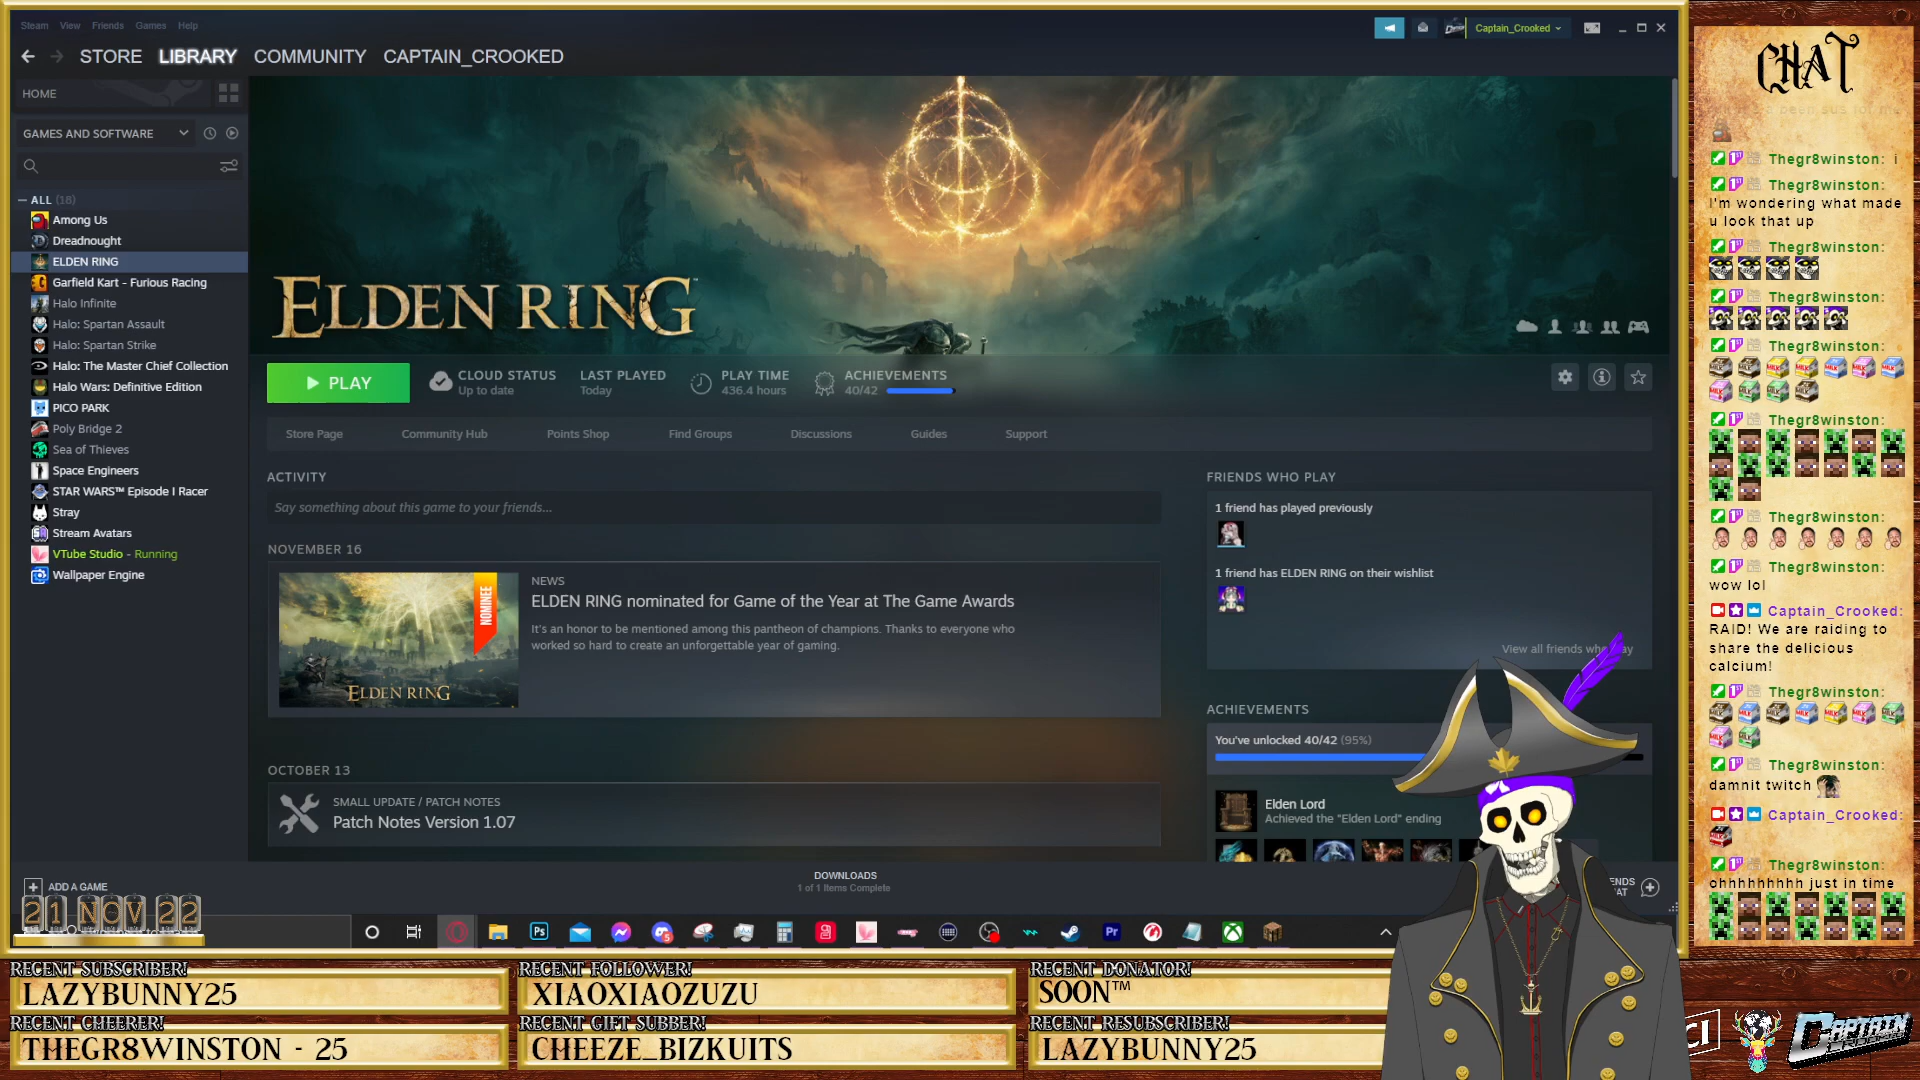 Steam View Friends Games Help
Captain_Crooked
STORE LIBRARY COMMUNITY CAPTAIN_CROOKED
HOME
GAMES AND SOFTWARE
ALL (18)
Among Us
Dreadnought
ELDEN RING
Garfield Kart - Furious Racing
Halo Infinite
Halo: Spartan Assault
Halo: Spartan Strike
Halo: The Master Chief Collection
Halo Wars: Definitive Edition
PICO PARK
Poly Bridge 2
Sea of Thieves
Space Engineers
STAR WARS™ Episode I Racer
Stray
Stream Avatars
VTube Studio - Running
Wallpaper Engine
ADD A GAME
21 NOV 22
ELDEN RING™
PLAY
CLOUD STATUS
Up to date
LAST PLAYED
Today
PLAY TIME
436.4 hours
ACHIEVEMENTS
40/42
Store Page Community Hub Points Shop Find Groups Discussions Guides Support
ACTIVITY
Say something about this game to your friends...
NOVEMBER 16
NOMINEE
ELDEN RING
NEWS
ELDEN RING nominated for Game of the Year at The Game Awards
It's an honor to be mentioned among this pantheon of champions. Thanks to everyone who
worked so hard to create an unforgettable year of gaming.
OCTOBER 13
SMALL UPDATE / PATCH NOTES
Patch Notes Version 1.07
FRIENDS WHO PLAY
1 friend has played previously
1 friend has ELDEN RING on their wishlist
View all friends who
ACHIEVEMENTS
You've unlocked 40/42 (95%)
Elden Lord
Achieved the "Elden Lord" ending
DOWNLOADS
1 of 1 Items Complete
CHAT
Thegr8winston: i
Thegr8winston:
I'm wondering what made
u look that up
Thegr8winston:
Thegr8winston:
Thegr8winston:
Thegr8winston:
Thegr8winston:
Thegr8winston:
wow lol
Captain_Crooked:
RAID! We are raiding to
share the delicious
calcium!
Thegr8winston:
Thegr8winston:
damnit twitch
Captain_Crooked:
Thegr8winston:
ohhhhhhhhh just in time
RECENT SUBSCRIBER!
LAZYBUNNY25
RECENT FOLLOWER!
XIAOXIAOZUZU
RECENT DONATOR!
SOON™
RECENT CHEERER!
THEGR8WINSTON - 25
RECENT GIFT SUBBER!
CHEEZE_BIZKUITS
RECENT RESUBSCRIBER!
LAZYBUNNY25
CAPTAIN